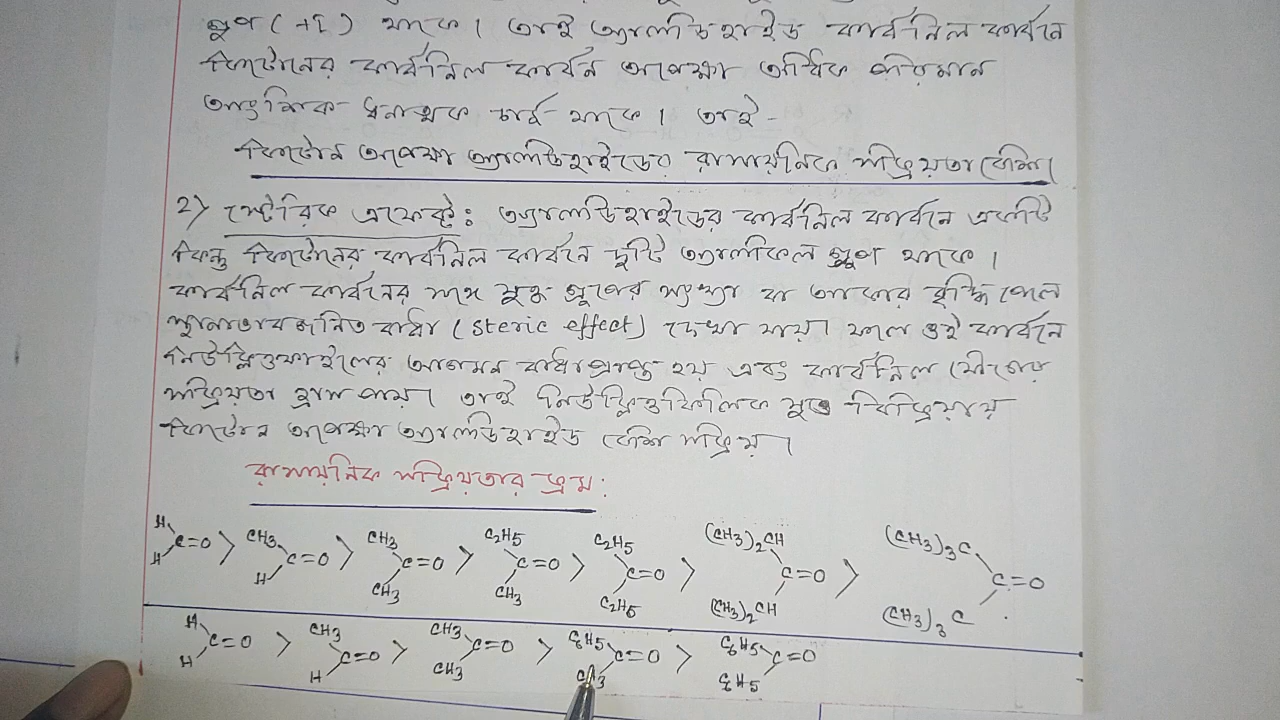 গ্রুপ (+I) থাকে। তাই অ্যালডিহাইড কার্বনিল কার্বনে
কিটোনের কার্বনিল কার্বন অপেক্ষা অধিক পরিমান
আংশিক ধনাত্মক চার্জ থাকে। তাই -
কিটোন অপেক্ষা অ্যালডিহাইডের রাসায়নিক সক্রিয়তা বেশি।
2) স্টেরিক এফেক্ট: অ্যালডিহাইডের কার্বনিল কার্বনে একটি
কিন্তু কিটোনের কার্বনিল কার্বনে দুটি অ্যালকিল গ্রুপ থাকে।
কার্বনিল কার্বনের সঙ্গে যুক্ত গ্রুপের সংখ্যা বা আকার বৃদ্ধি পেলে
স্থানাভাবজনিত বাধা (steric effect) দেখা যায়। ফলে ওই কার্বনে
নিউক্লিওফাইলের আগমন বাধাপ্রাপ্ত হয় এবং কার্বনিল যৌগের
সক্রিয়তা হ্রাস পায়। তাই নিউক্লিওফিলিক যুত বিক্রিয়ায়
কিটোন অপেক্ষা অ্যালডিহাইড বেশি সক্রিয়।
রাসায়নিক সক্রিয়তার ক্রম:
H H C=O > CH3 H C=O > CH3 CH3 C=O > C2H5 CH3 C=O > C2H5 C2H5 C=O > (CH3)2CH (CH3)2CH C=O > (CH3)3C (CH3)3C C=O
H H C=O > CH3 H C=O > CH3 CH3 C=O > C6H5 CH3 C=O > C6H5 C6H5 C=O